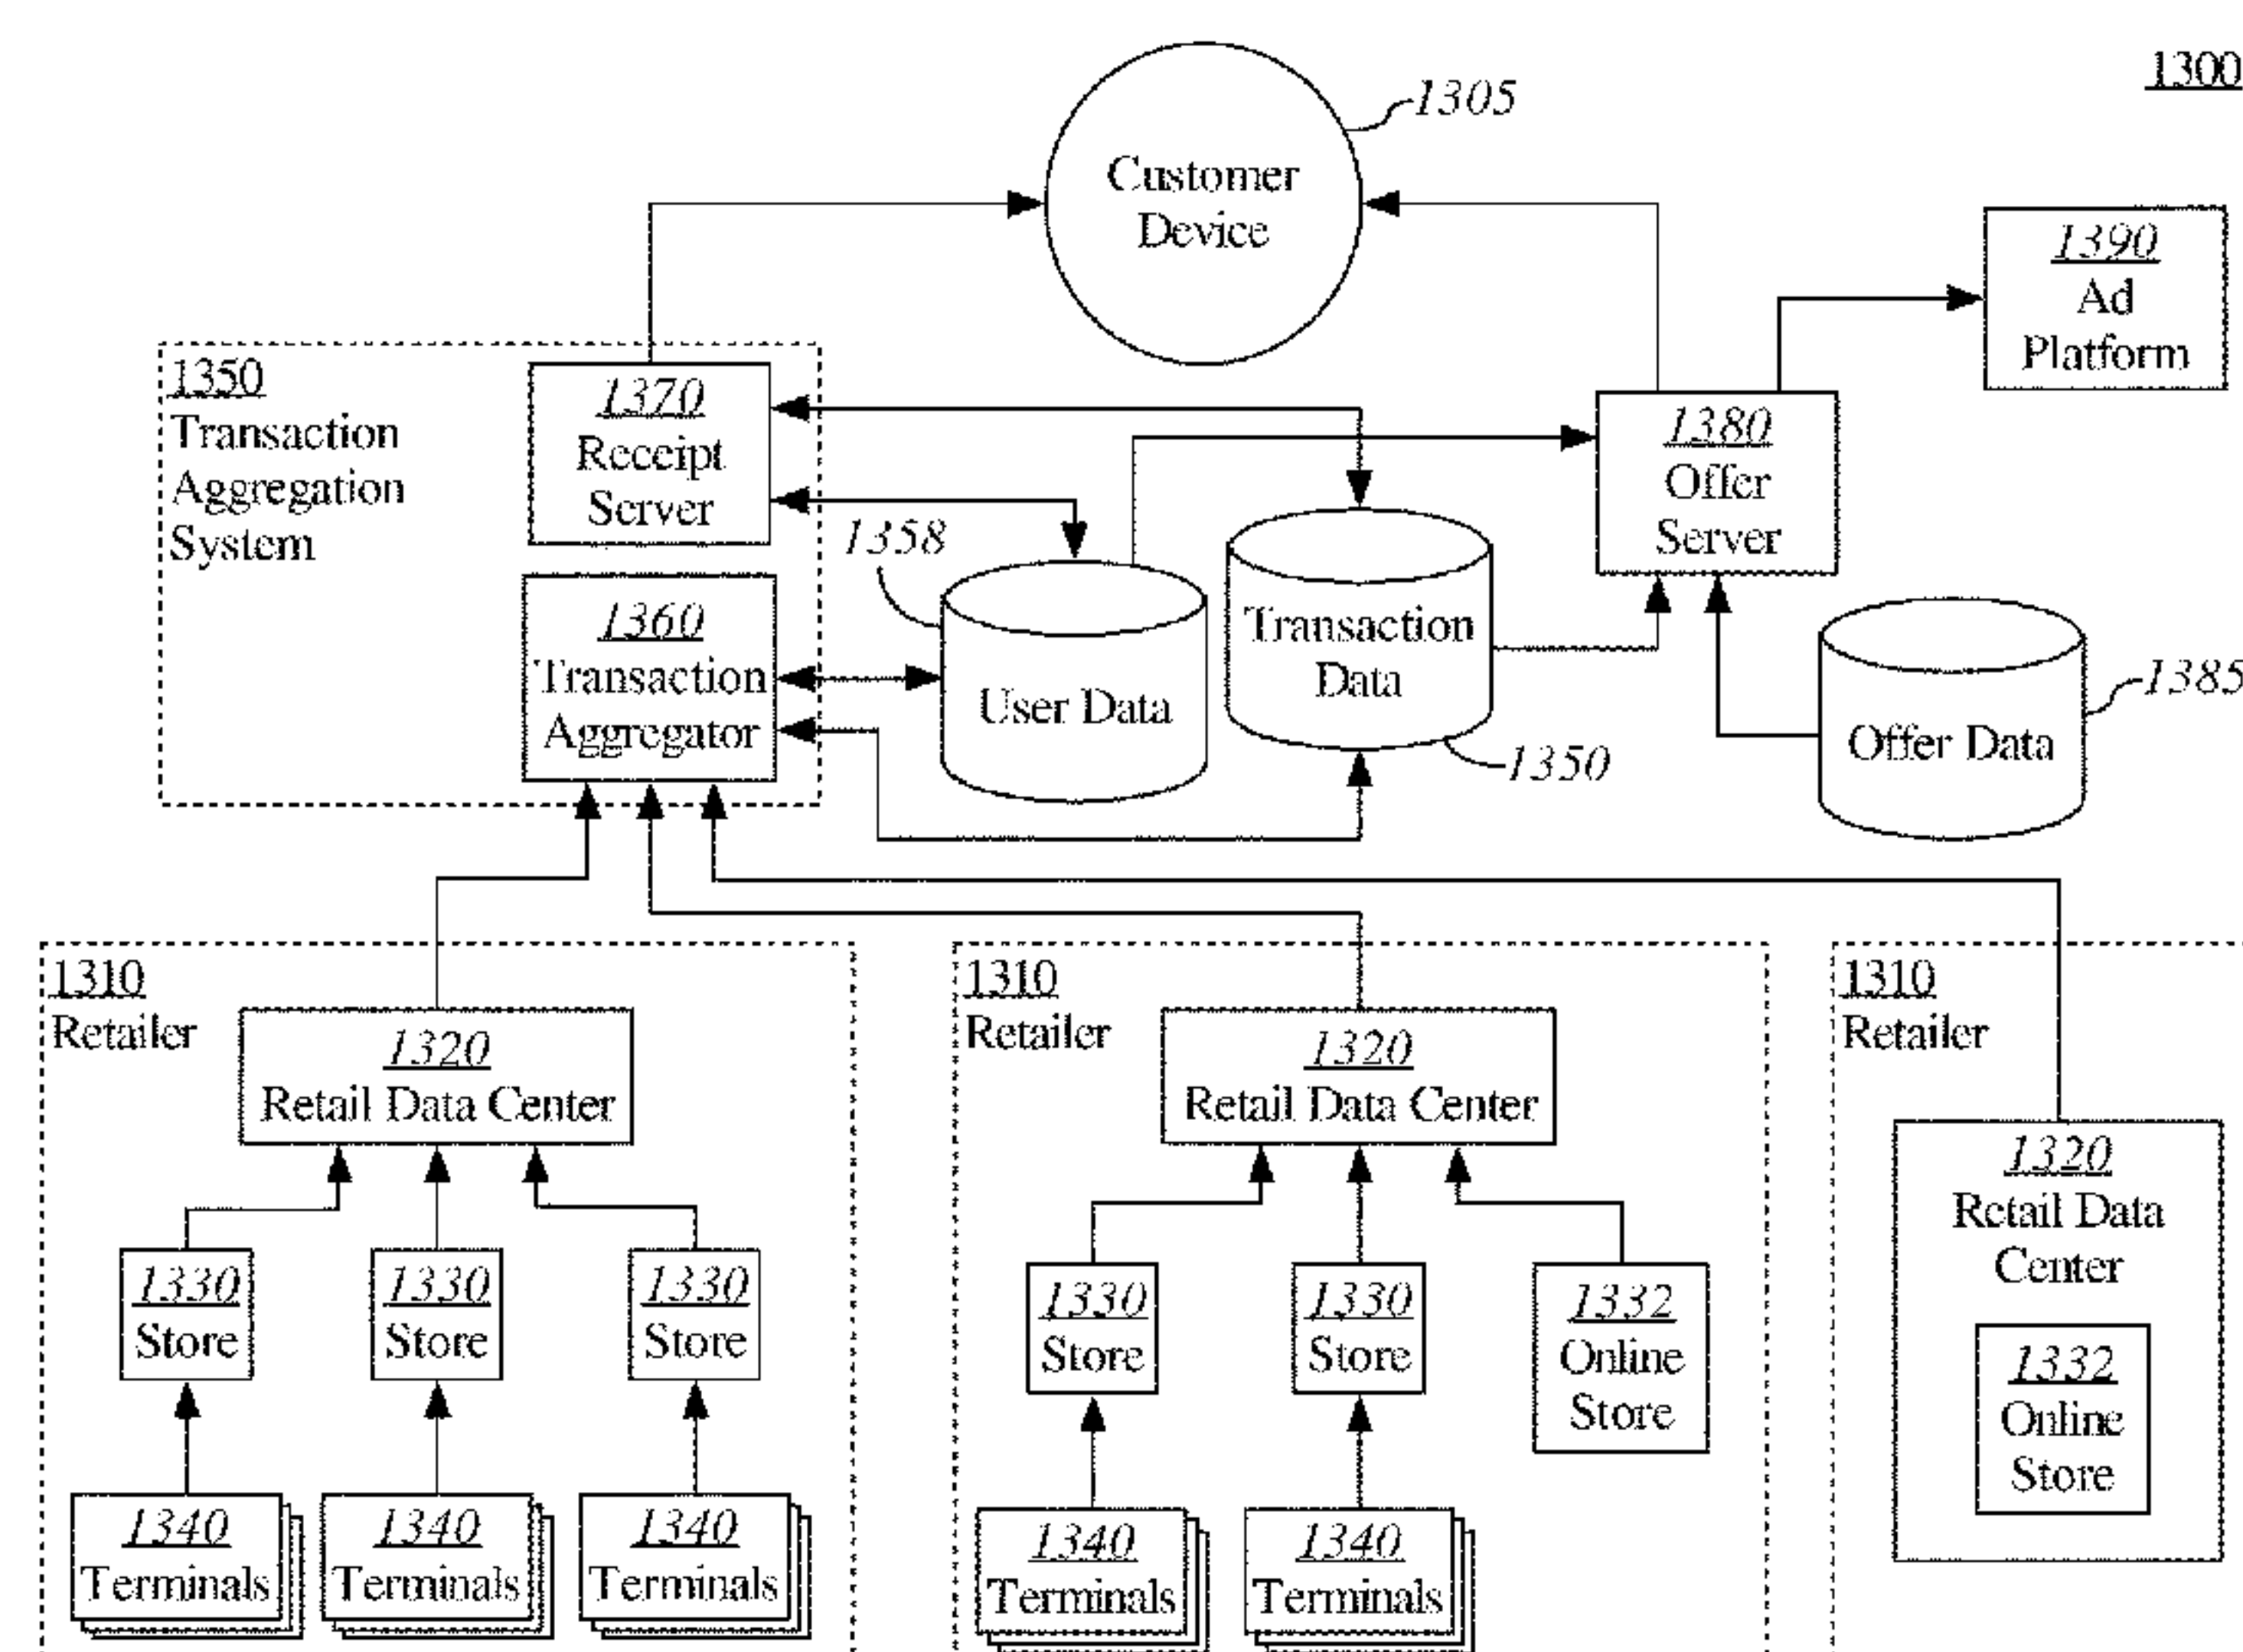 1300
1305
Customer
Device
1390
Ad
Platform
1350
Transaction
Aggregation
System
1370
Receipt
Server
1380
Offer
Server
1358
1360
Transaction
Aggregator
User Data
Transaction
Data
1350
Offer Data
1385
1310
Retailer
1320
Retail Data Center
1330
Store
1330
Store
1330
Store
1340
Terminals
1340
Terminals
1340
Terminals
1310
Retailer
1320
Retail Data Center
1330
Store
1330
Store
1332
Online
Store
1340
Terminals
1340
Terminals
1310
Retailer
1320
Retail Data
Center
1332
Online
Store